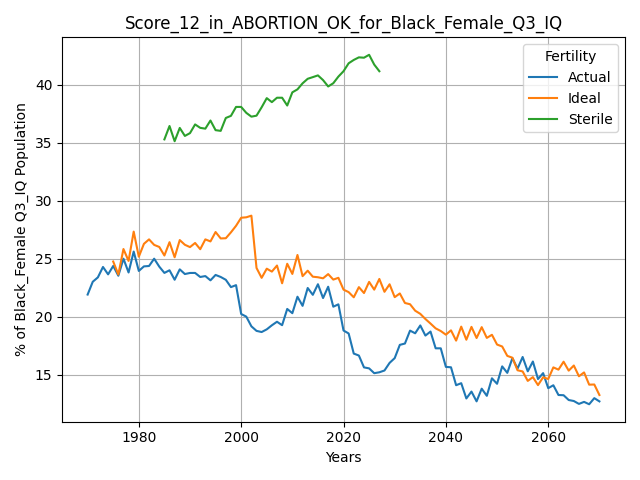 Score_12_in_ABORTION_OK_for_Black_Female_Q3_IQ
% of Black_Female Q3_IQ Population
40
35
30
25
20
15
Fertility
Actual
Ideal
Sterile
1980
2000
2020
2040
2060
Years